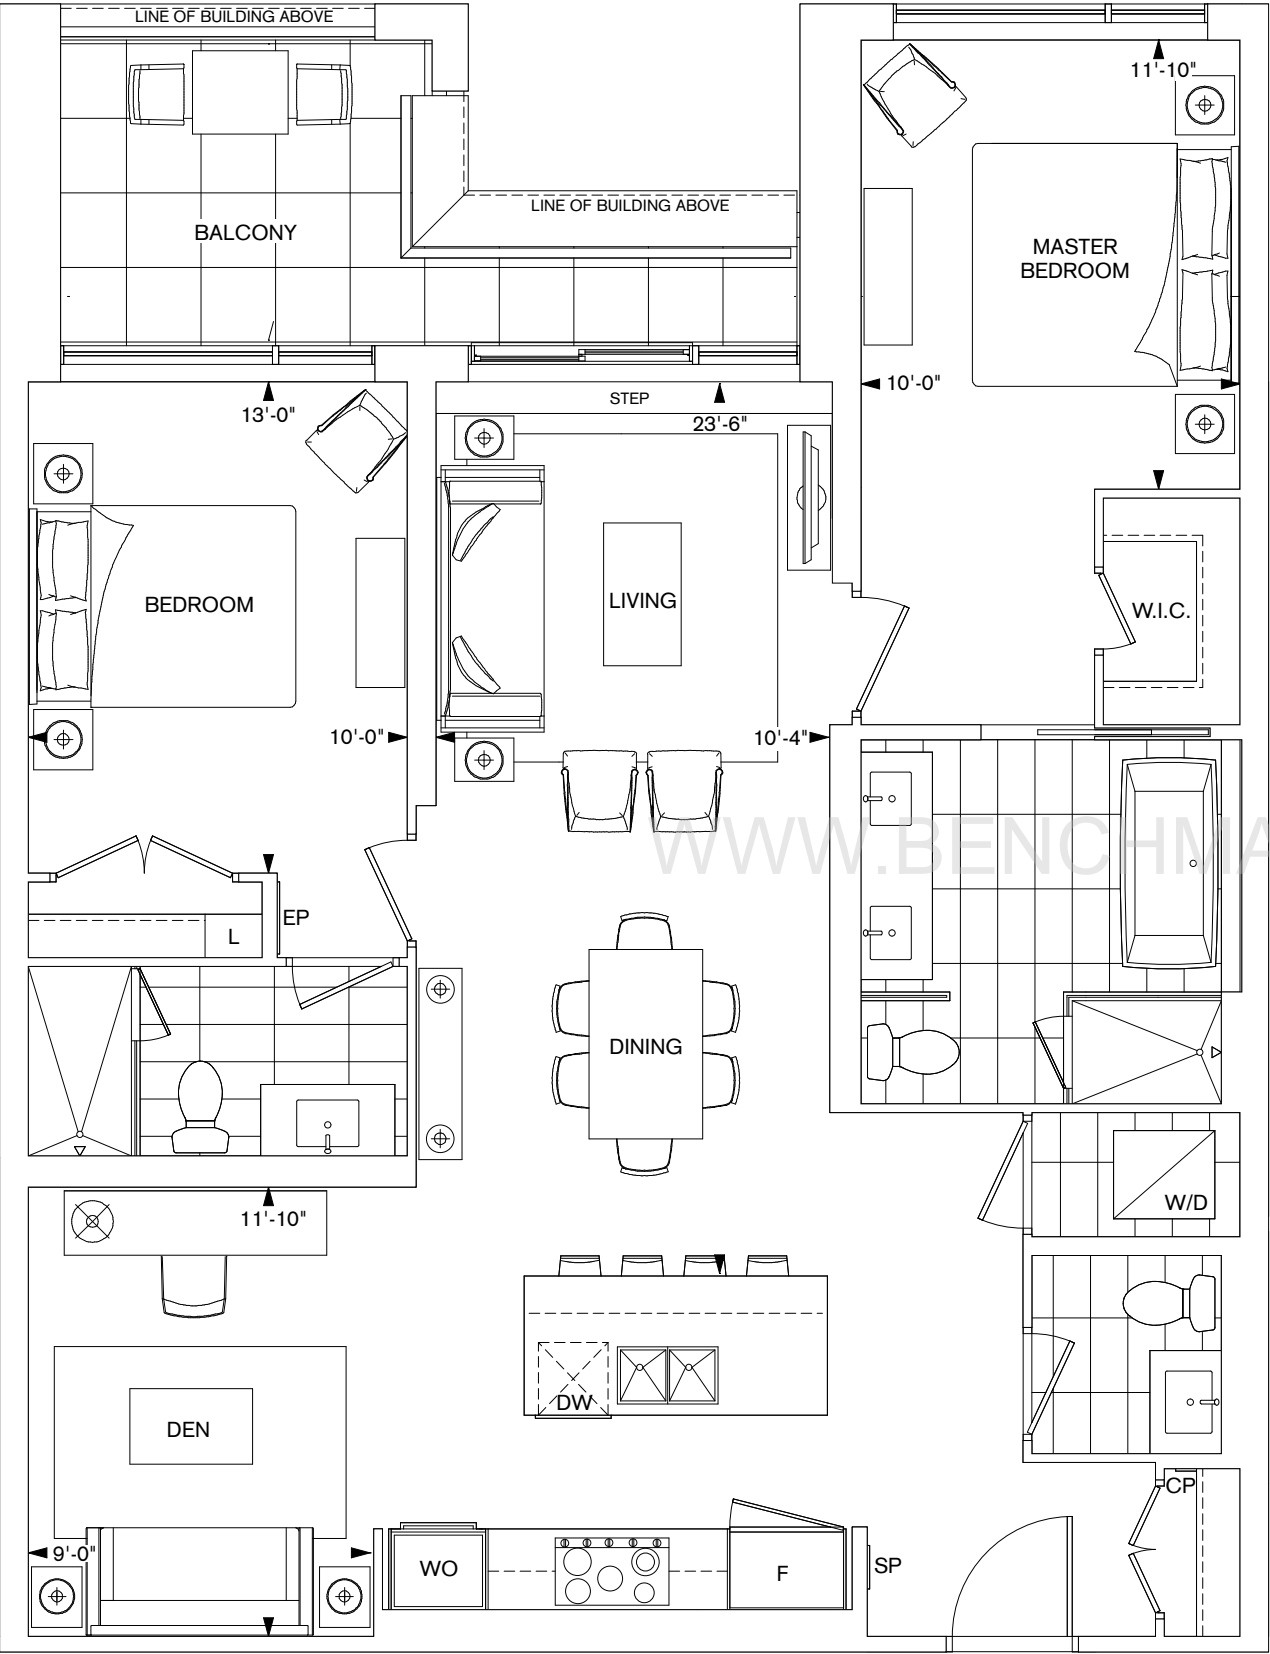 LINE OF BUILDING ABOVE
11'-10"
LINE OF BUILDING ABOVE
BALCONY
MASTER
BEDROOM
10'-0"
STEP
13'-0"
23'-6"
BEDROOM
LIVING
W.I.C.
10'-0"
10'-4"
WWW.BENCHMA
EP
L
DINING
W/D
11'-10"
DW
DEN
CP
9'-0"
WO
F
SP